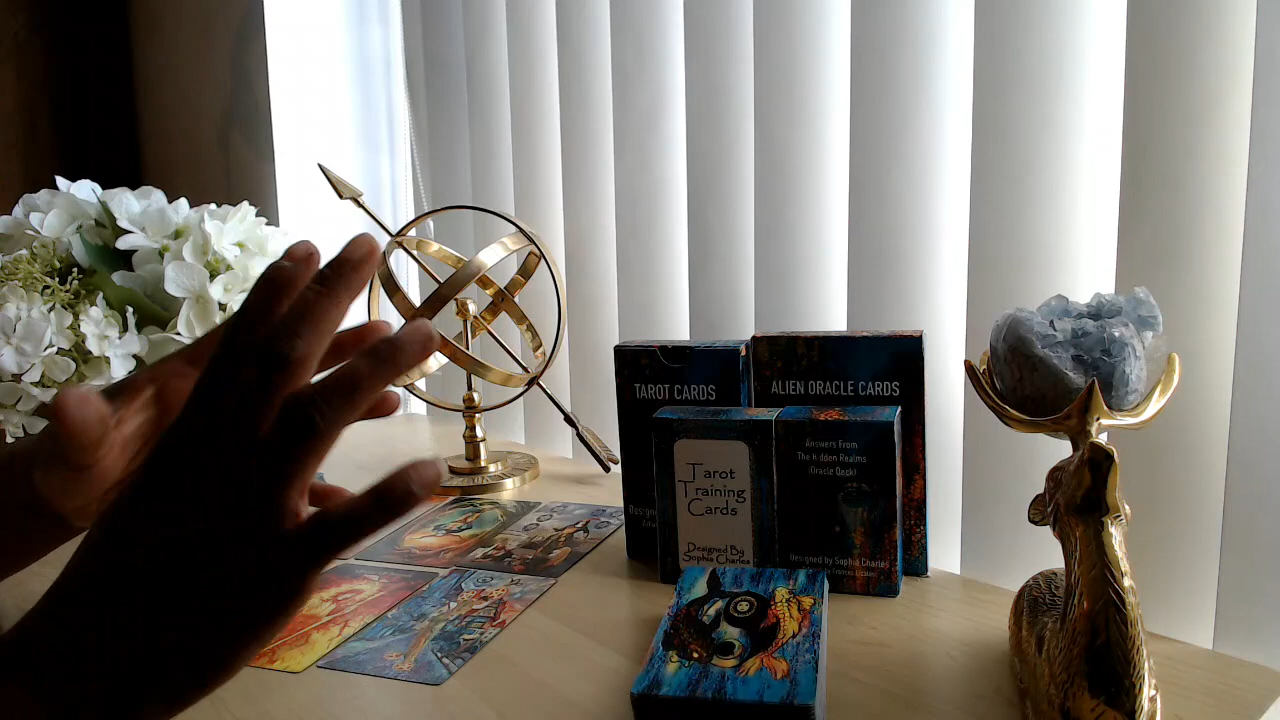 TAROT CARDS
ALIEN ORACLE CARDS
Tarot
Training
Cards
Designed By
Sophia Charles
Answers From
The Hidden Realms
(Oracle Deck)
Designed by Sophia Charles